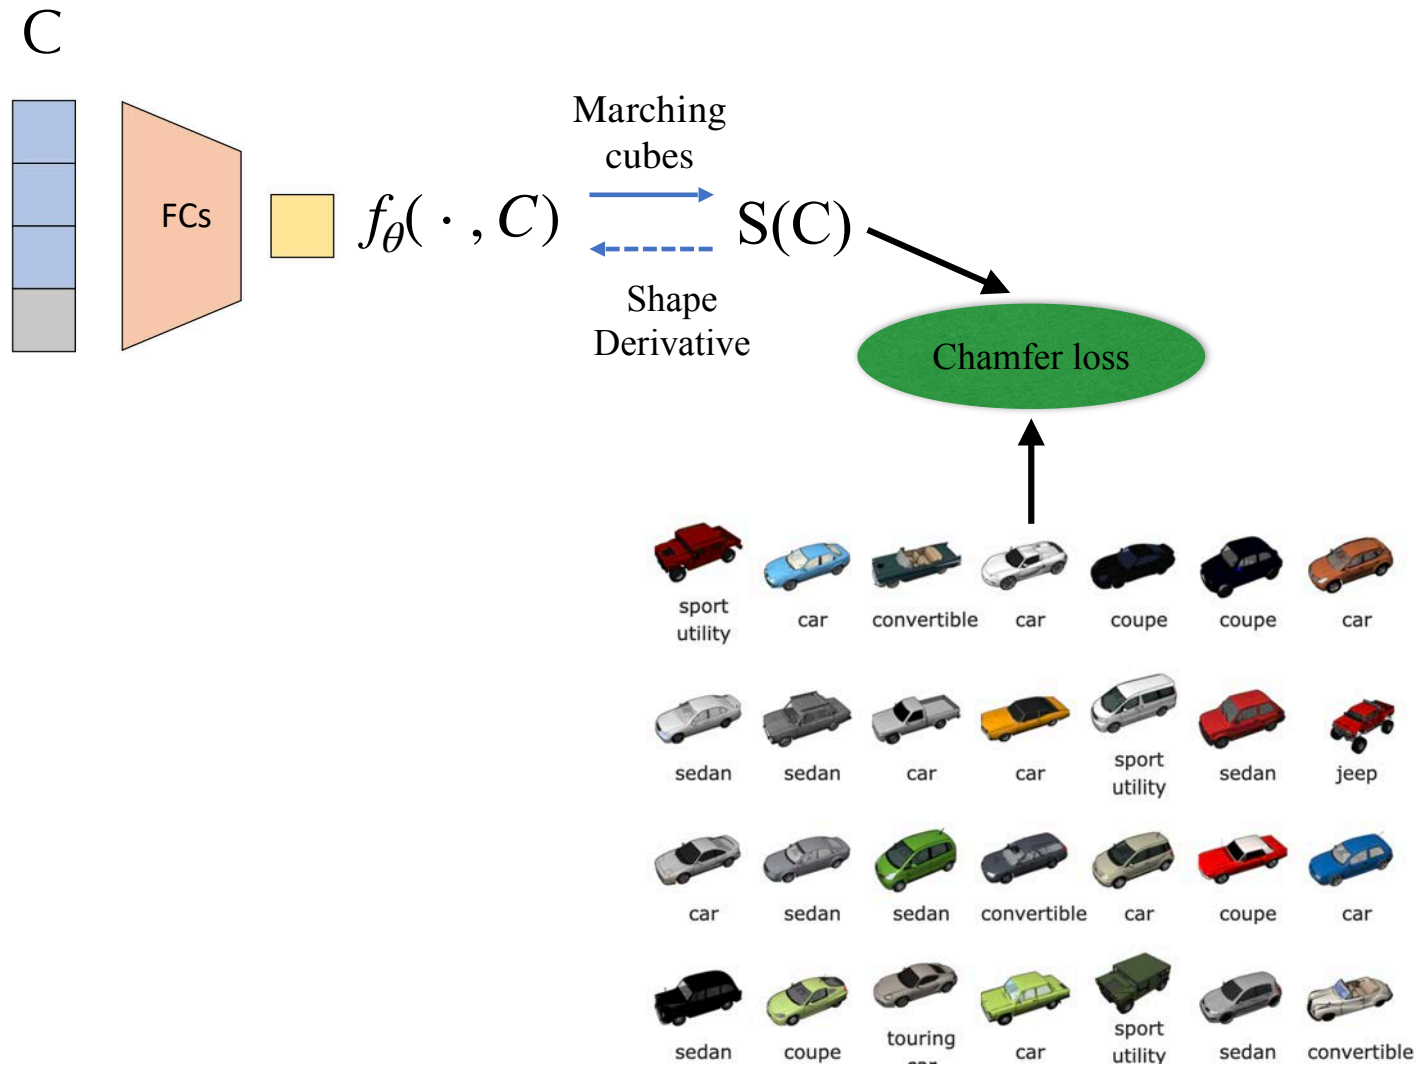 C
FCs
f_θ( · , C)
Marching
cubes
S(C)
Shape
Derivative
Chamfer loss
sport
utility
car
convertible
car
coupe
coupe
car
sedan
sedan
car
car
sport
utility
sedan
jeep
car
sedan
sedan
convertible
car
coupe
car
sedan
coupe
touring
car
car
sport
utility
sedan
convertible